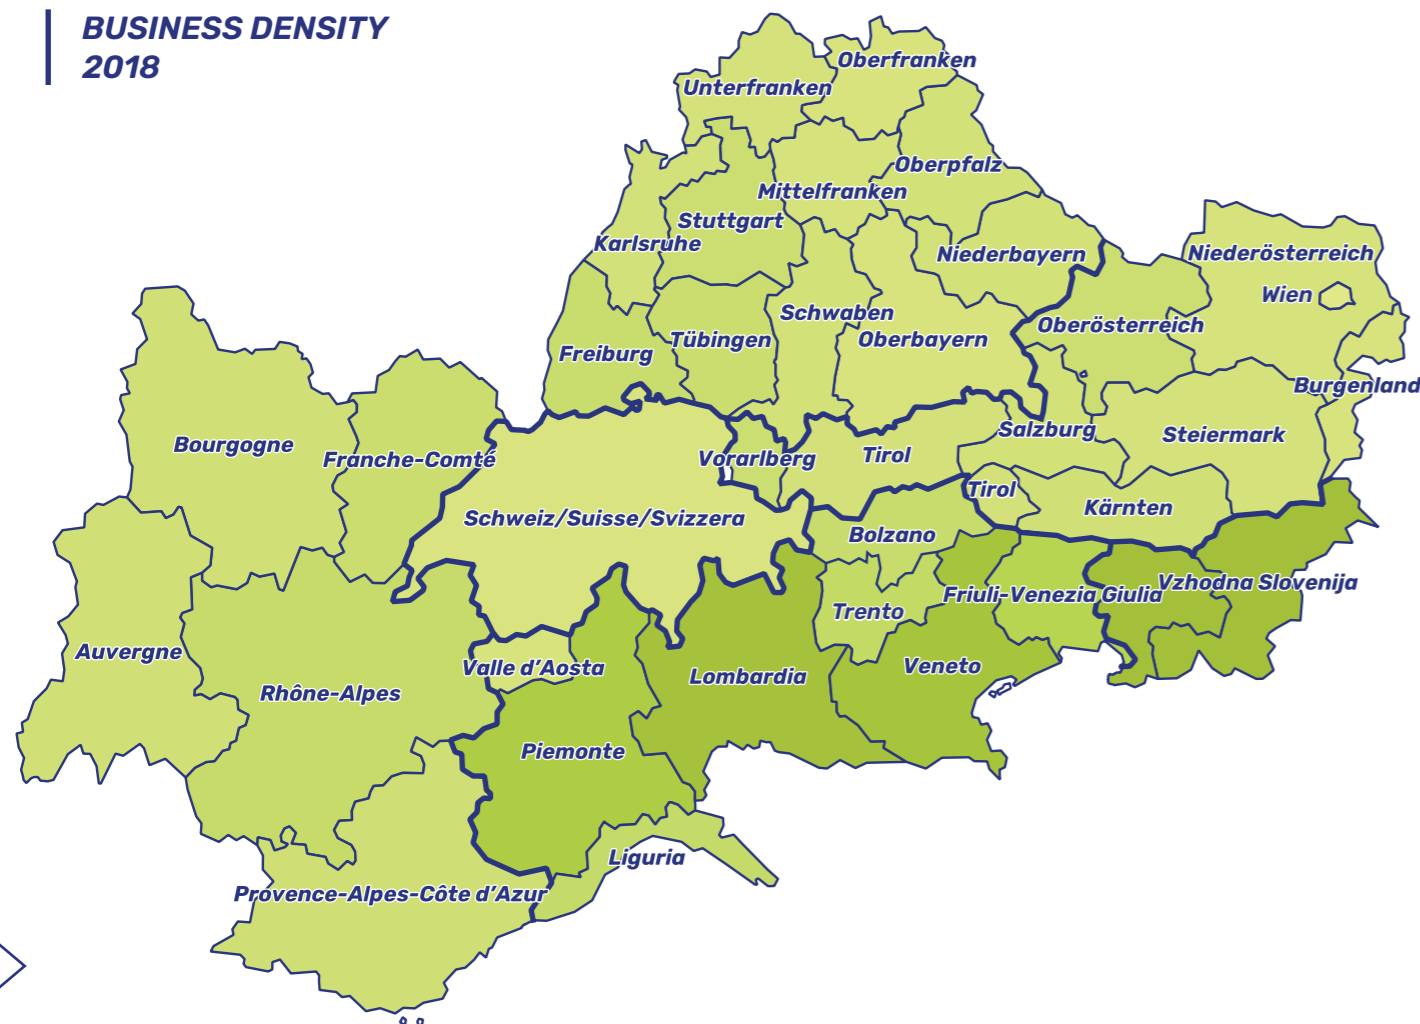 BUSINESS DENSITY
2018
Oberfranken
Unterfranken
Oberpfalz
Mittelfranken
Stuttgart
Karlsruhe
Niederbayern
Niederösterreich
Wien
Schwaben
Oberösterreich
Tübingen
Oberbayern
Freiburg
Burgenland
Salzburg
Steiermark
Bourgogne
Franche-Comté
Vorarlberg
Tirol
Tirol
Kärnten
Schweiz/Suisse/Svizzera
Bolzano
Vzhodna Slovenija
Friuli-Venezia Giulia
Trento
Auvergne
Valle d'Aosta
Veneto
Lombardia
Rhône-Alpes
Piemonte
Liguria
Provence-Alpes-Côte d'Azur